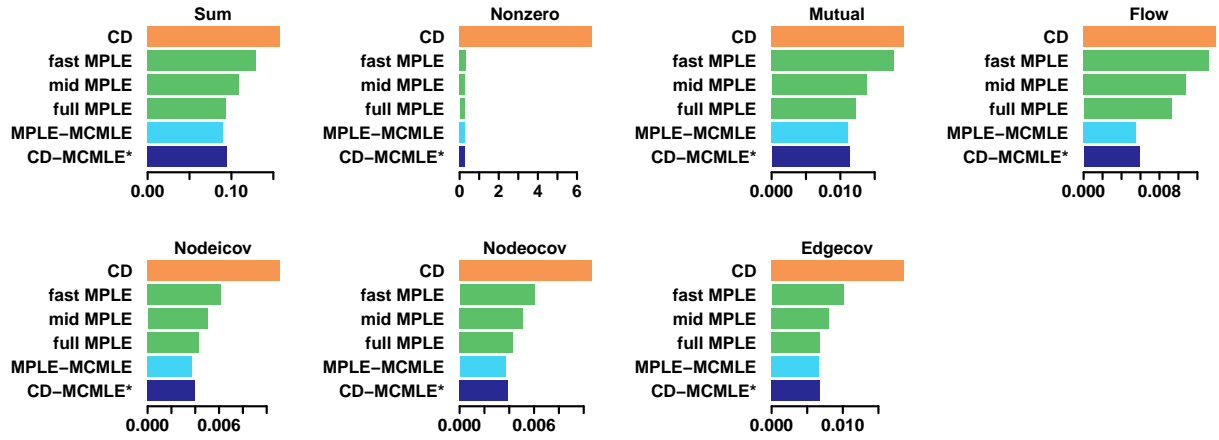 Sum
CD
fast MPLE
mid MPLE
full MPLE
MPLE−MCMLE
CD−MCMLE*
0.00 0.10
Nonzero
CD
fast MPLE
mid MPLE
full MPLE
MPLE−MCMLE
CD−MCMLE*
0 2 4 6
Mutual
CD
fast MPLE
mid MPLE
full MPLE
MPLE−MCMLE
CD−MCMLE*
0.000 0.010
Flow
CD
fast MPLE
mid MPLE
full MPLE
MPLE−MCMLE
CD−MCMLE*
0.000 0.008
Nodeicov
CD
fast MPLE
mid MPLE
full MPLE
MPLE−MCMLE
CD−MCMLE*
0.000 0.006
Nodeocov
CD
fast MPLE
mid MPLE
full MPLE
MPLE−MCMLE
CD−MCMLE*
0.000 0.006
Edgecov
CD
fast MPLE
mid MPLE
full MPLE
MPLE−MCMLE
CD−MCMLE*
0.000 0.010